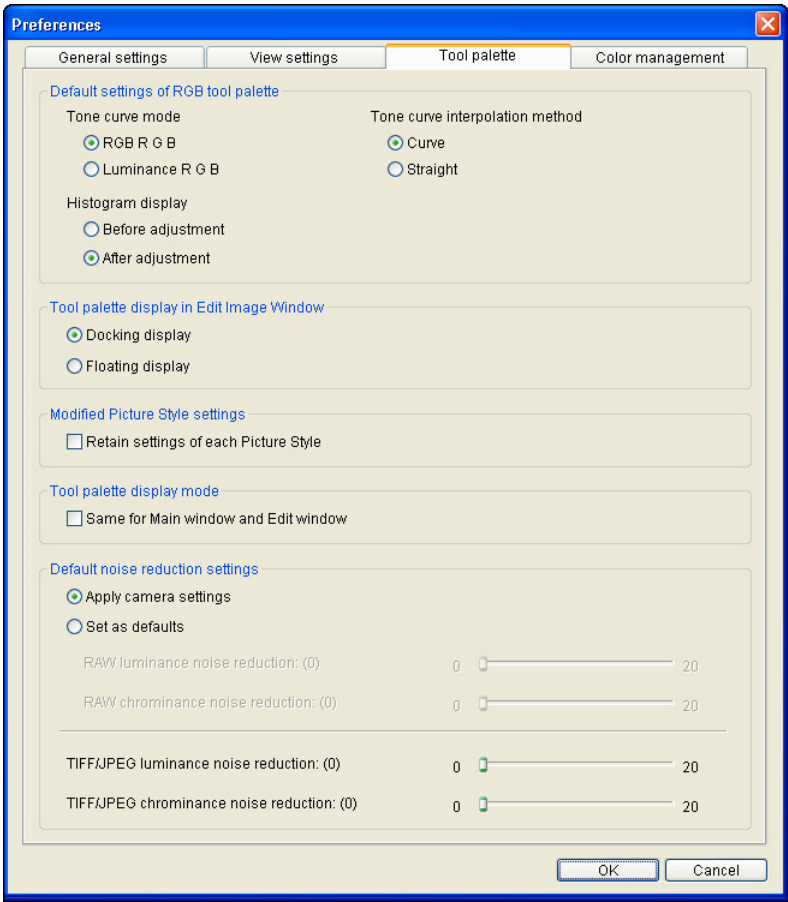 Preferences
General settings
View settings
Tool palette
Color management
Default settings of RGB tool palette
Tone curve mode
RGB R G B
Luminance R G B
Tone curve interpolation method
Curve
Straight
Histogram display
Before adjustment
After adjustment
Tool palette display in Edit Image Window
Docking display
Floating display
Modified Picture Style settings
Retain settings of each Picture Style
Tool palette display mode
Same for Main window and Edit window
Default noise reduction settings
Apply camera settings
Set as defaults
RAW luminance noise reduction: (0) 0 20
RAW chrominance noise reduction: (0) 0 20
TIFF/JPEG luminance noise reduction: (0) 0 20
TIFF/JPEG chrominance noise reduction: (0) 0 20
OK
Cancel